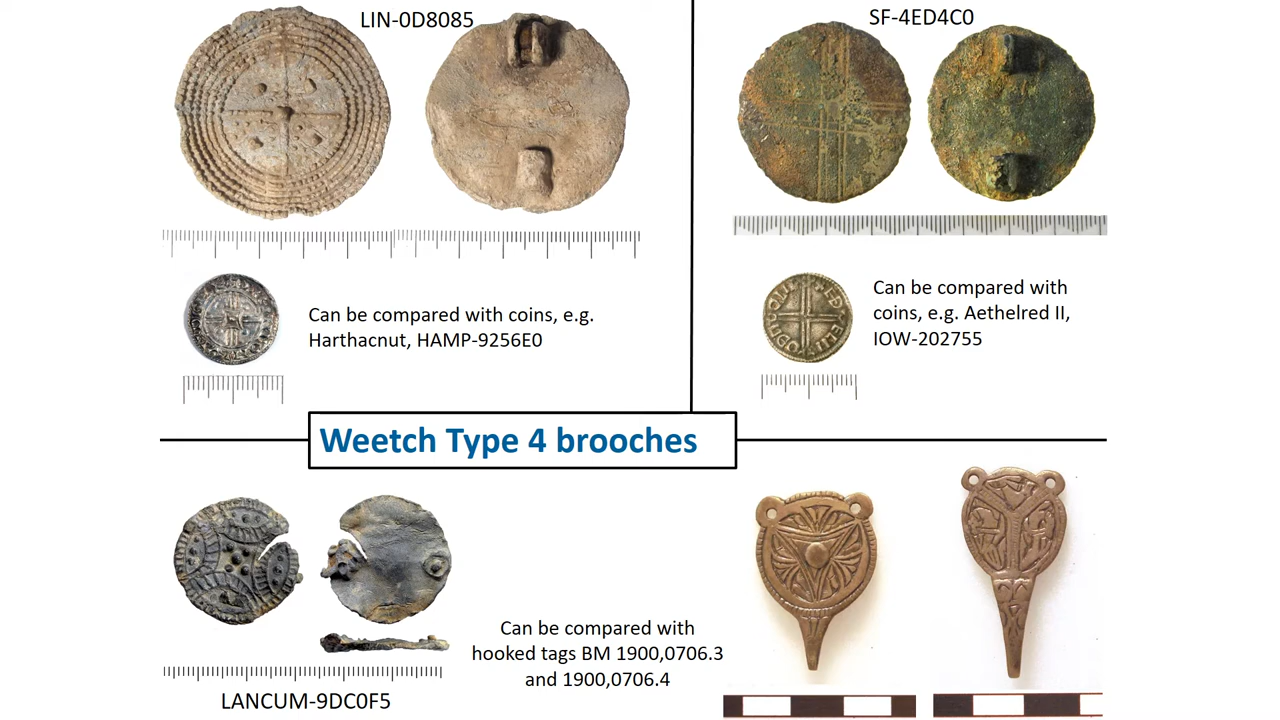 LIN-0D8085
SF-4ED4C0
Can be compared with coins, e.g.
Harthacnut, HAMP-9256E0
Can be compared with
coins, e.g. Aethelred II,
IOW-202755
Weetch Type 4 brooches
Can be compared with
hooked tags BM 1900,0706.3
and 1900,0706.4
LANCUM-9DC0F5